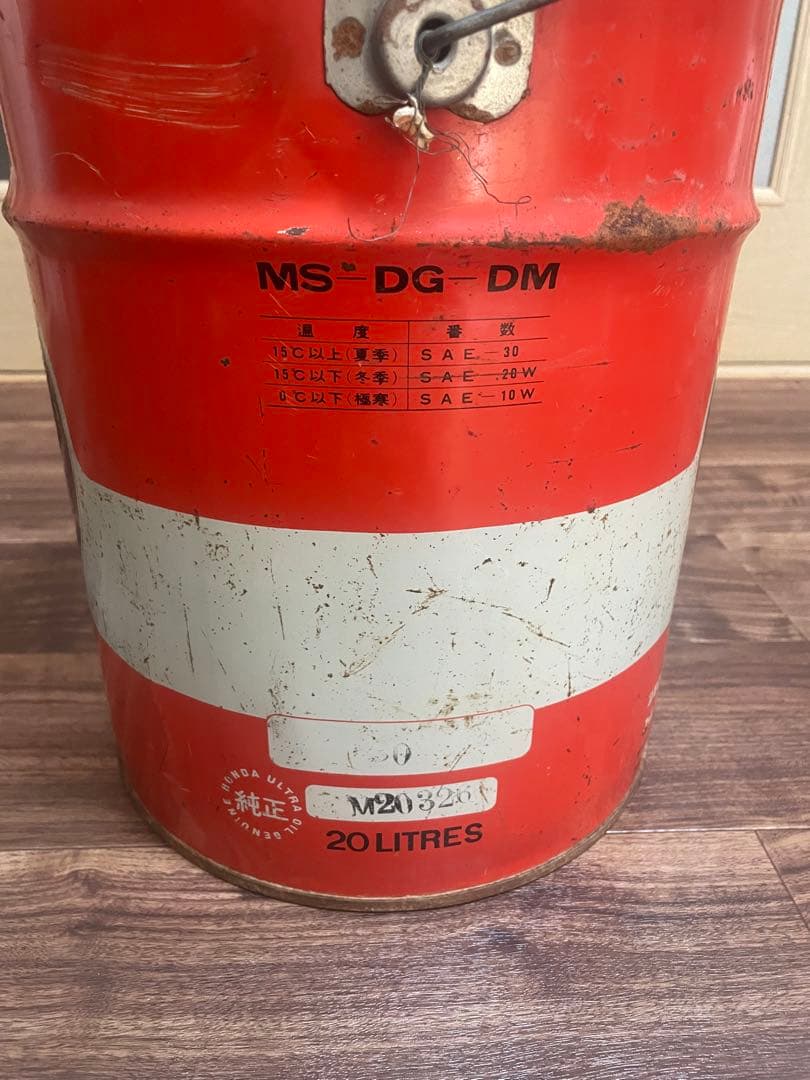 MS-DG-DM
温度 番数
15℃以上(夏季) SAE-30
15℃以下(冬季) SAE-20W
0℃以下(極寒) SAE-10W
30
M20326
HONDA ULTRA OIL GENUINE
純正
20 LITRES